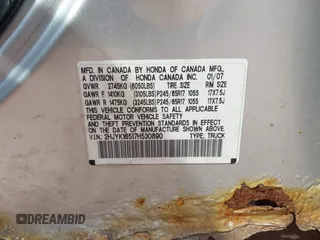 MFD. IN CANADA BY HONDA OF CANADA MFG.,
A DIVISION OF HONDA CANADA INC. 01/07
GVWR 2745KG (6050LBS) TIRE SIZE RIM SIZE
GAWR F 1410KG (3105LBS)P245/65R17 105S 17X7.5J
GAWR R 1475KG (3245LBS)P245/65R17 105S 17X7.5J
THIS VEHICLE CONFORMS TO ALL APPLICABLE
FEDERAL MOTOR VEHICLE SAFETY AND
THEFT PREVENTION STANDARDS IN EFFECT ON
THE DATE OF MANUFACTURE SHOWN ABOVE.
V.I.N.: 2HJYK16517H530890 TYPE: TRUCK
© DREAMBID.COM